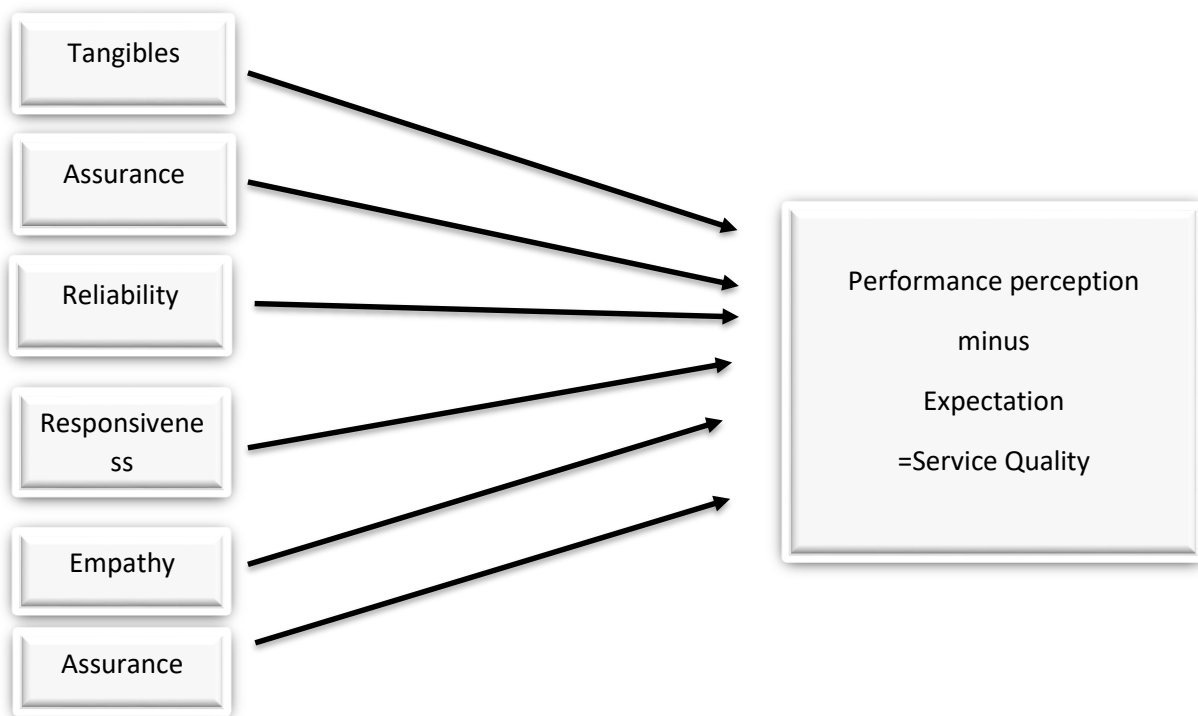 Tangibles
Assurance
Reliability
Responsivene
ss
Empathy
Assurance
Performance perception
minus
Expectation
=Service Quality